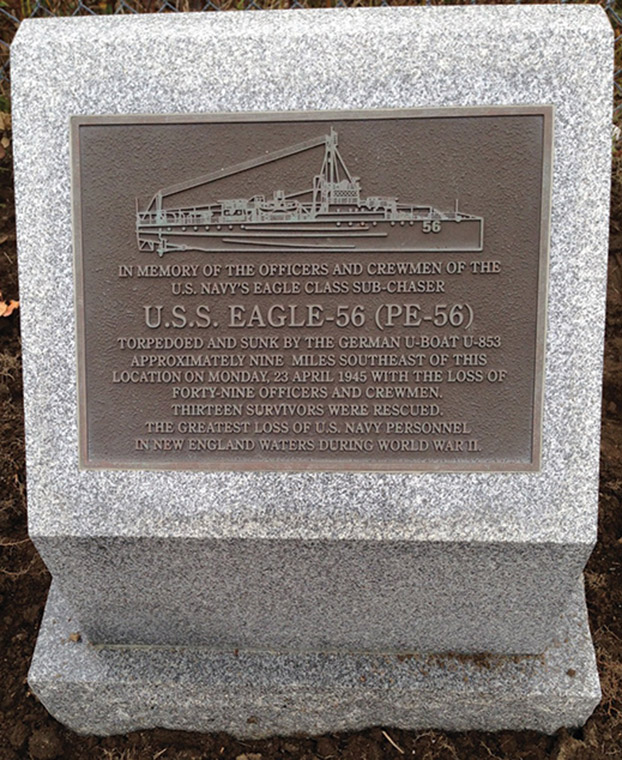 56
IN MEMORY OF THE OFFICERS AND CREWMEN OF THE
U.S. NAVY'S EAGLE CLASS SUB-CHASER
U.S.S. EAGLE-56 (PE-56)
TORPEDOED AND SUNK BY THE GERMAN U-BOAT U-853
APPROXIMATELY NINE MILES SOUTHEAST OF THIS
LOCATION ON MONDAY, 23 APRIL 1945 WITH THE LOSS OF
FORTY-NINE OFFICERS AND CREWMEN.
THIRTEEN SURVIVORS WERE RESCUED.
THE GREATEST LOSS OF U.S. NAVY PERSONNEL
IN NEW ENGLAND WATERS DURING WORLD WAR II.